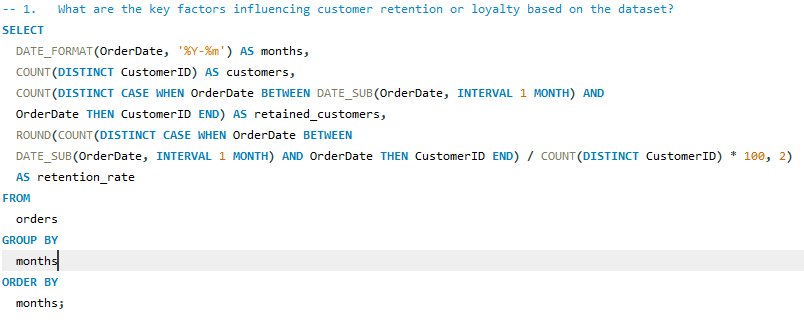 -- 1.   What are the key factors influencing customer retention or loyalty based on the dataset?
SELECT
  DATE_FORMAT(OrderDate, '%Y-%m') AS months,
  COUNT(DISTINCT CustomerID) AS customers,
  COUNT(DISTINCT CASE WHEN OrderDate BETWEEN DATE_SUB(OrderDate, INTERVAL 1 MONTH) AND
  OrderDate THEN CustomerID END) AS retained_customers,
  ROUND(COUNT(DISTINCT CASE WHEN OrderDate BETWEEN
  DATE_SUB(OrderDate, INTERVAL 1 MONTH) AND OrderDate THEN CustomerID END) / COUNT(DISTINCT CustomerID) * 100, 2)
  AS retention_rate
FROM
  orders
GROUP BY
  months
ORDER BY
  months;